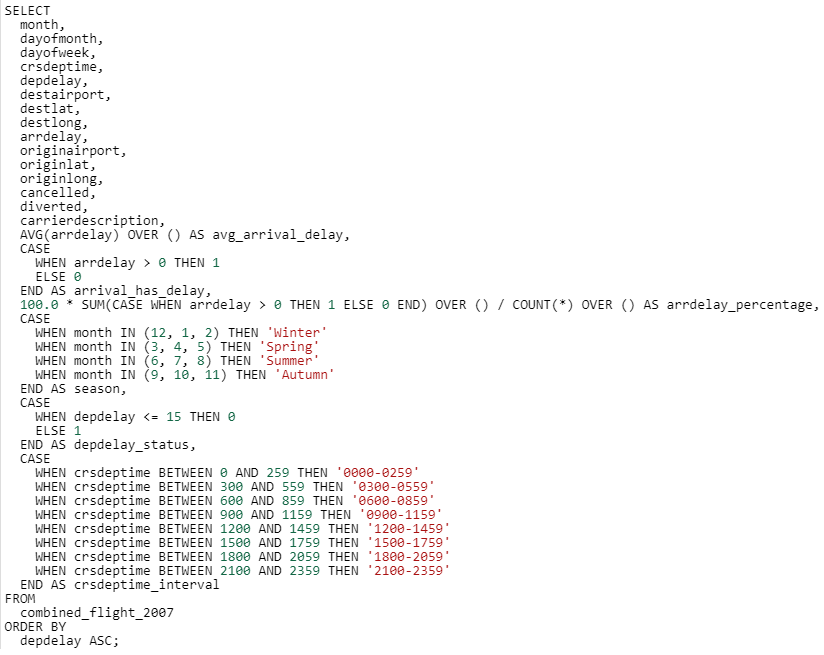 SELECT
  month,
  dayofmonth,
  dayofweek,
  crsdeptime,
  depdelay,
  destairport,
  destlat,
  destlong,
  arrdelay,
  originairport,
  originlat,
  originlong,
  cancelled,
  diverted,
  carrierdescription,
  AVG(arrdelay) OVER () AS avg_arrival_delay,
  CASE
    WHEN arrdelay > 0 THEN 1
    ELSE 0
  END AS arrival_has_delay,
  100.0 * SUM(CASE WHEN arrdelay > 0 THEN 1 ELSE 0 END) OVER () / COUNT(*) OVER () AS arrdelay_percentage,
  CASE
    WHEN month IN (12, 1, 2) THEN 'Winter'
    WHEN month IN (3, 4, 5) THEN 'Spring'
    WHEN month IN (6, 7, 8) THEN 'Summer'
    WHEN month IN (9, 10, 11) THEN 'Autumn'
  END AS season,
  CASE
    WHEN depdelay <= 15 THEN 0
    ELSE 1
  END AS depdelay_status,
  CASE
    WHEN crsdeptime BETWEEN 0 AND 259 THEN '0000-0259'
    WHEN crsdeptime BETWEEN 300 AND 559 THEN '0300-0559'
    WHEN crsdeptime BETWEEN 600 AND 859 THEN '0600-0859'
    WHEN crsdeptime BETWEEN 900 AND 1159 THEN '0900-1159'
    WHEN crsdeptime BETWEEN 1200 AND 1459 THEN '1200-1459'
    WHEN crsdeptime BETWEEN 1500 AND 1759 THEN '1500-1759'
    WHEN crsdeptime BETWEEN 1800 AND 2059 THEN '1800-2059'
    WHEN crsdeptime BETWEEN 2100 AND 2359 THEN '2100-2359'
  END AS crsdeptime_interval
FROM
  combined_flight_2007
ORDER BY
  depdelay ASC;